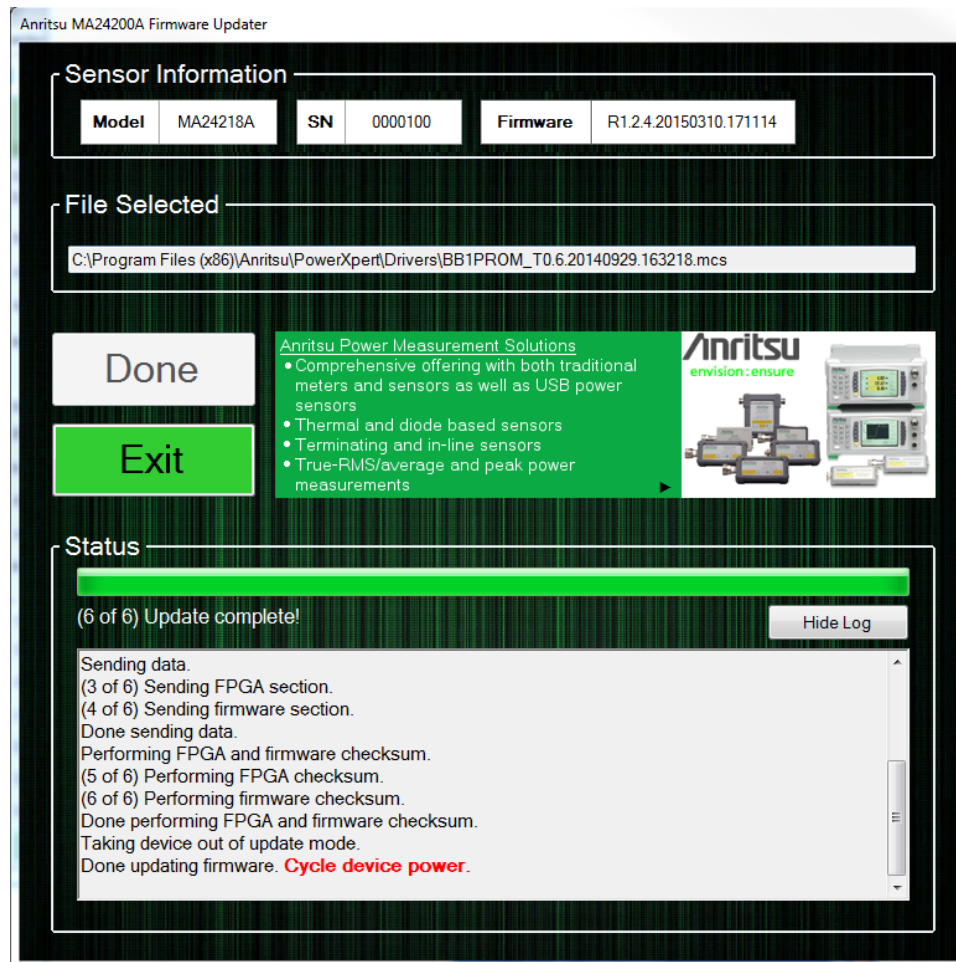 Anritsu MA24200A Firmware Updater
Sensor Information
Model MA24218A SN 0000100 Firmware R1.2.4.20150310.171114
File Selected
C:\Program Files (x86)\Anritsu\PowerXpert\Drivers\BB1PROM_T0.6.20140929.163218.mcs
Done
Exit
Anritsu Power Measurement Solutions
• Comprehensive offering with both traditional
meters and sensors as well as USB power
sensors
• Thermal and diode based sensors
• Terminating and in-line sensors
• True-RMS/average and peak power
measurements
Anritsu
envision : ensure
Status
(6 of 6) Update complete!
Hide Log
Sending data.
(3 of 6) Sending FPGA section.
(4 of 6) Sending firmware section.
Done sending data.
Performing FPGA and firmware checksum.
(5 of 6) Performing FPGA checksum.
(6 of 6) Performing firmware checksum.
Done performing FPGA and firmware checksum.
Taking device out of update mode.
Done updating firmware. Cycle device power.